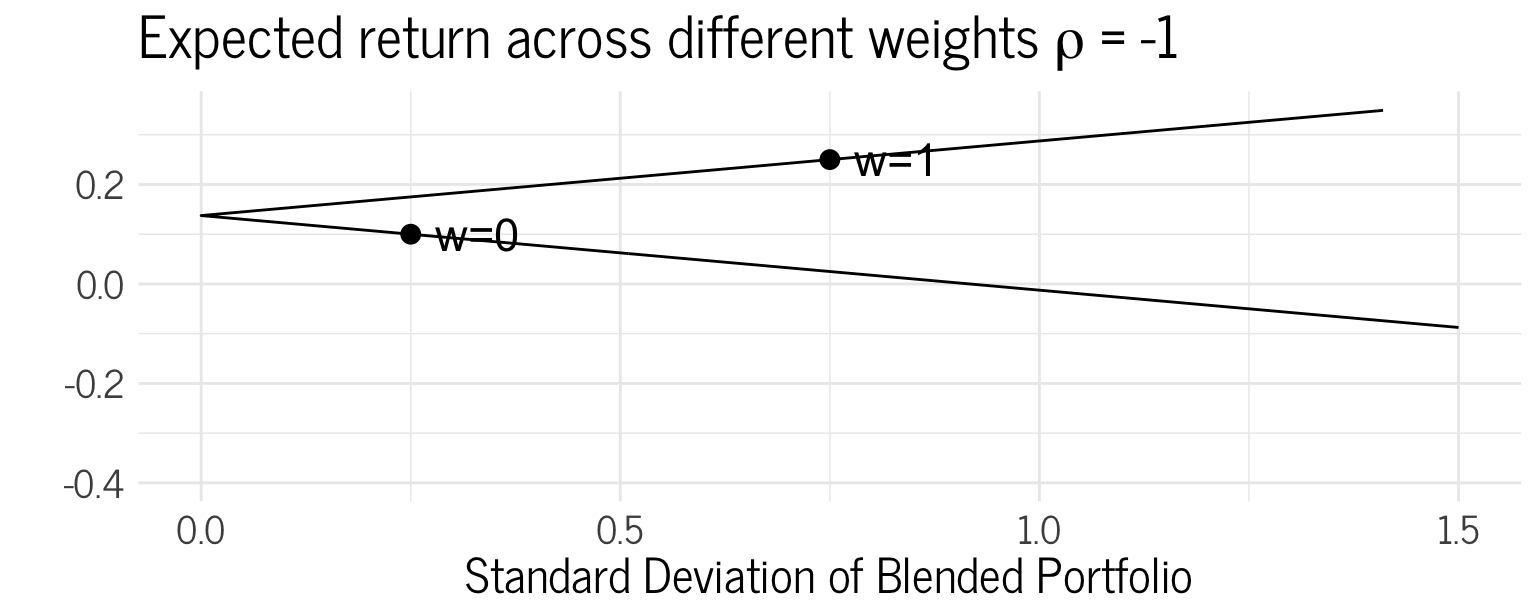 Expected return across different weights ρ = -1
w=1
0.2
w=0
0.0
-0.2
-0.4
0.0 0.5 1.0 1.5
Standard Deviation of Blended Portfolio